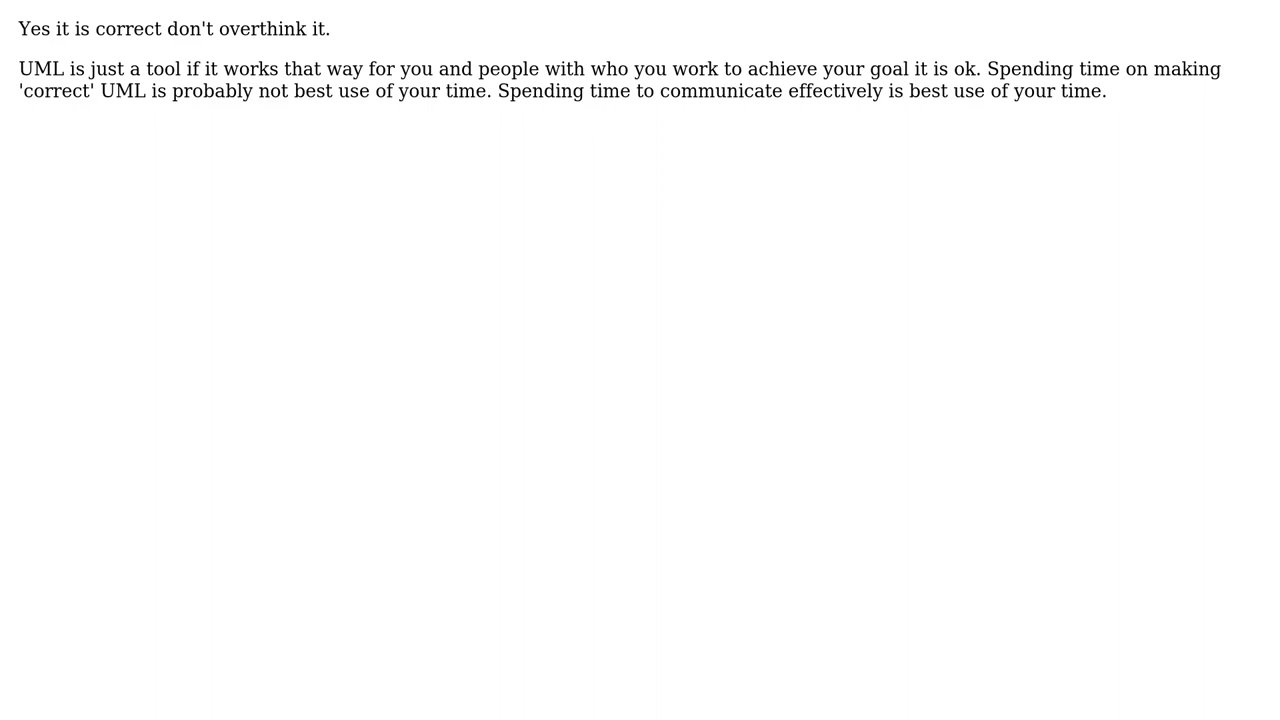 Yes it is correct don't overthink it.
UML is just a tool if it works that way for you and people with who you work to achieve your goal it is ok. Spending time on making
'correct' UML is probably not best use of your time. Spending time to communicate effectively is best use of your time.